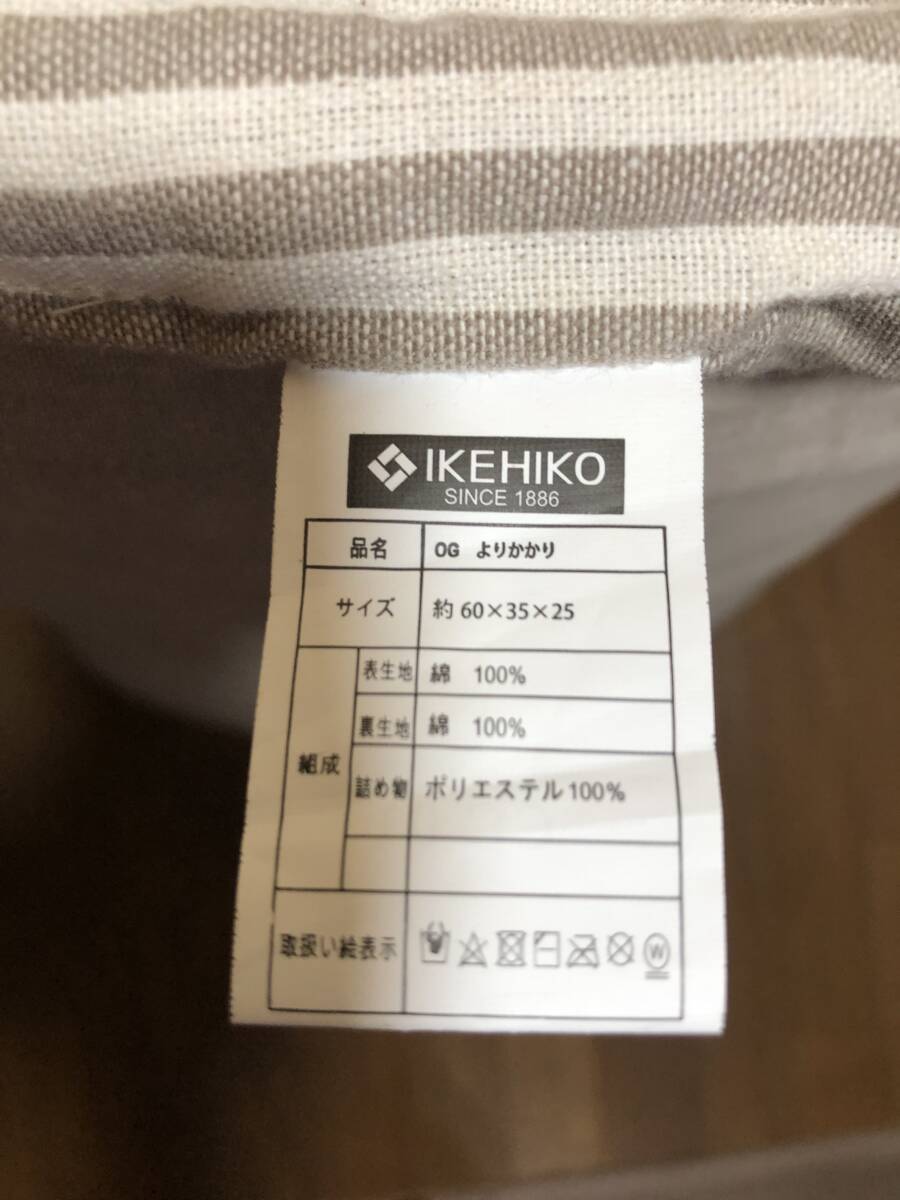 IKEHIKO
SINCE 1886
品名 OG よりかかり
サイズ 約60×35×25
組成 表生地 綿 100%
裏生地 綿 100%
詰め物 ポリエステル100%
取扱い絵表示 W